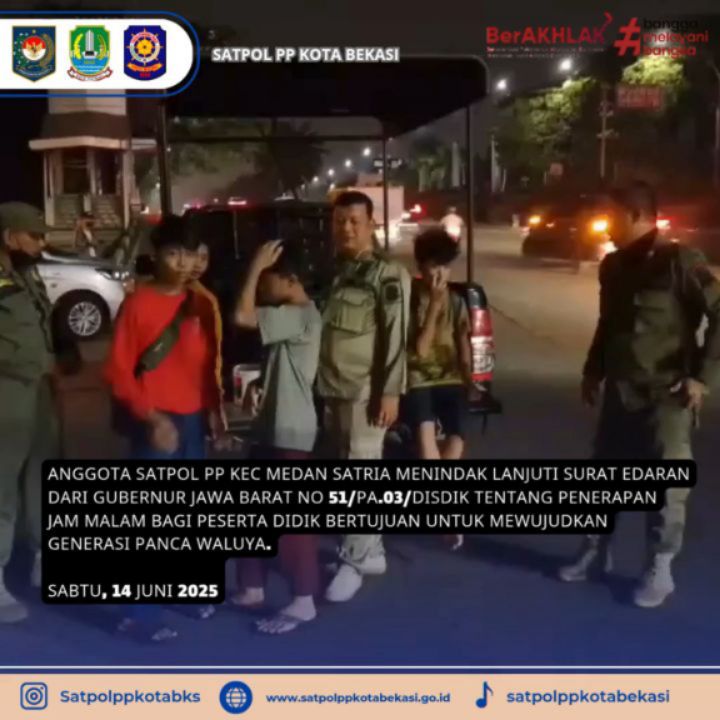 SATPOL PP KOTA BEKASI
BerAKHLAK
#bangga
melayani
bangsa
ANGGOTA SATPOL PP KEC MEDAN SATRIA MENINDAK LANJUTI SURAT EDARAN
DARI GUBERNUR JAWA BARAT NO 51/PA.03/DISDIK TENTANG PENERAPAN
JAM MALAM BAGI PESERTA DIDIK BERTUJUAN UNTUK MEWUJUDKAN
GENERASI PANCA WALUYA.
SABTU, 14 JUNI 2025
Satpolppkotabks
www.satpolppkotabekasi.go.id
satpolppkotabekasi